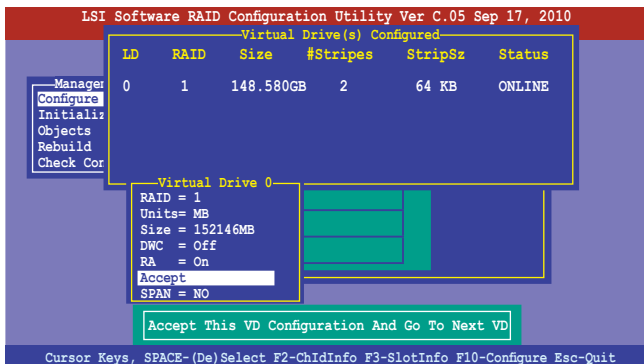 LSI Software RAID Configuration Utility Ver C.05 Sep 17, 2010
Virtual Drive(s) Configured
LD RAID Size #Stripes StripSz Status
0 1 148.580GB 2 64 KB ONLINE
Managem
Configure
Initializ
Objects
Rebuild
Check Con
Virtual Drive 0
RAID = 1
Units= MB
Size = 152146MB
DWC = Off
RA = On
Accept
SPAN = NO
Accept This VD Configuration And Go To Next VD
Cursor Keys, SPACE-(De)Select F2-ChIdInfo F3-SlotInfo F10-Configure Esc-Quit